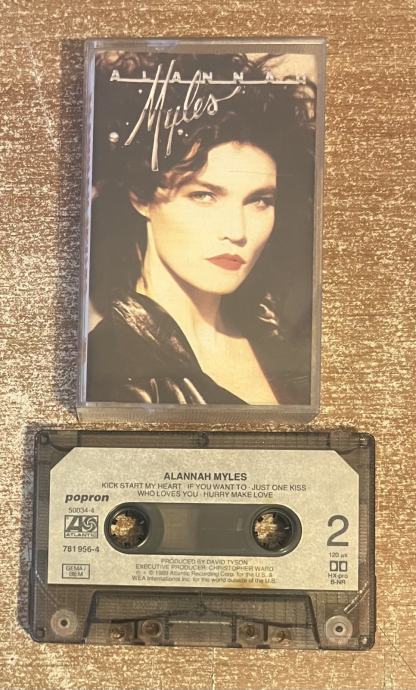 ALANNAH
Myles
ALANNAH MYLES
KICK START MY HEART · IF YOU WANT TO · JUST ONE KISS
WHO LOVES YOU · HURRY MAKE LOVE
popron
50034-4
ATLANTIC
781 956-4
GEMA/
BIEM
2
120 µs
HX-pro
B-NR
PRODUCED BY DAVID TYSON
EXECUTIVE PRODUCER: CHRISTOPHER WARD
1989 Atlantic Recording Corp. for the U.S. &
WEA International Inc. for the world outside of the U.S.